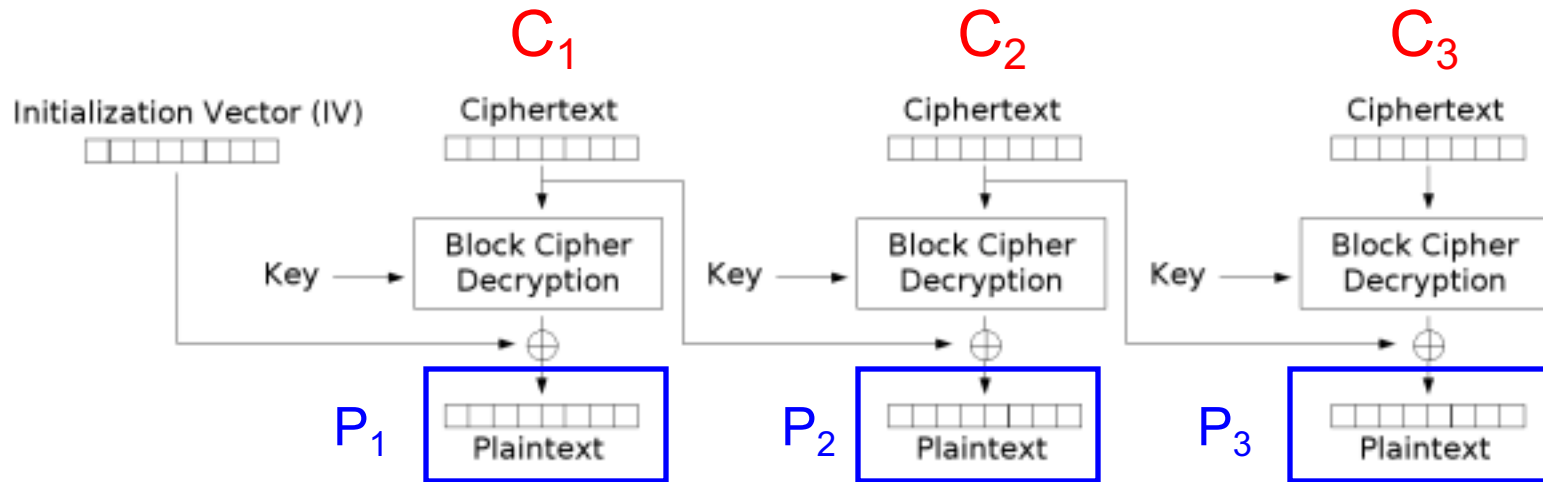 C₁ C₂ C₃
Initialization Vector (IV) Ciphertext Ciphertext Ciphertext
Key Block Cipher Decryption Key Block Cipher Decryption Key Block Cipher Decryption
P₁ Plaintext P₂ Plaintext P₃ Plaintext